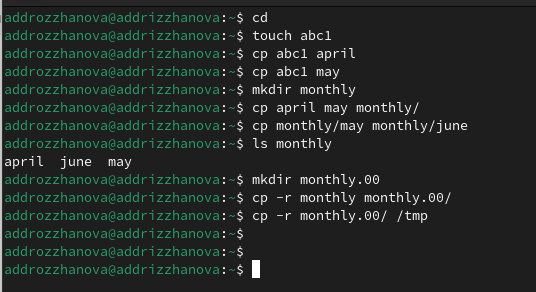 addrozzhanova@addrizzhanova:~$ cd
addrozzhanova@addrizzhanova:~$ touch abc1
addrozzhanova@addrizzhanova:~$ cp abc1 april
addrozzhanova@addrizzhanova:~$ cp abc1 may
addrozzhanova@addrizzhanova:~$ mkdir monthly
addrozzhanova@addrizzhanova:~$ cp april may monthly/
addrozzhanova@addrizzhanova:~$ cp monthly/may monthly/june
addrozzhanova@addrizzhanova:~$ ls monthly
april  june  may
addrozzhanova@addrizzhanova:~$ mkdir monthly.00
addrozzhanova@addrizzhanova:~$ cp -r monthly monthly.00/
addrozzhanova@addrizzhanova:~$ cp -r monthly.00/ /tmp
addrozzhanova@addrizzhanova:~$
addrozzhanova@addrizzhanova:~$
addrozzhanova@addrizzhanova:~$